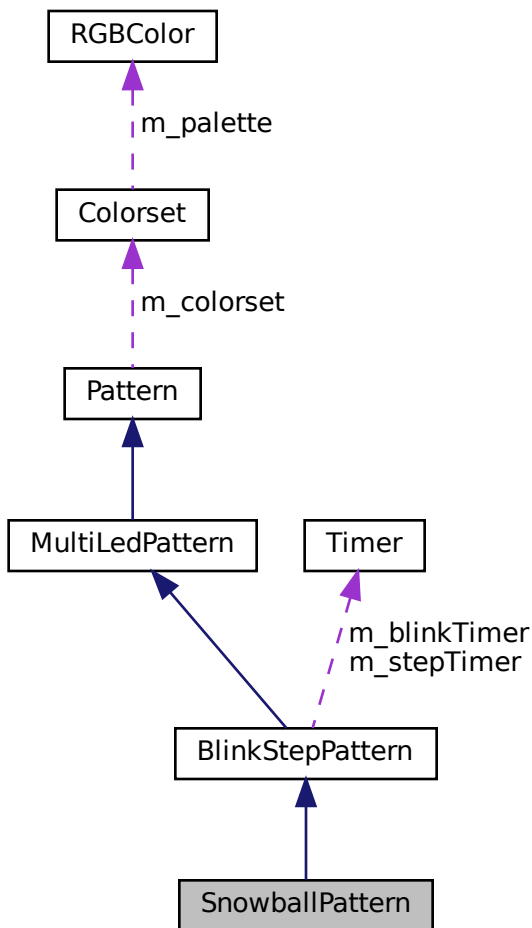 RGBColor
m_palette
Colorset
m_colorset
Pattern
MultiLedPattern
Timer
m_blinkTimer
m_stepTimer
BlinkStepPattern
SnowballPattern